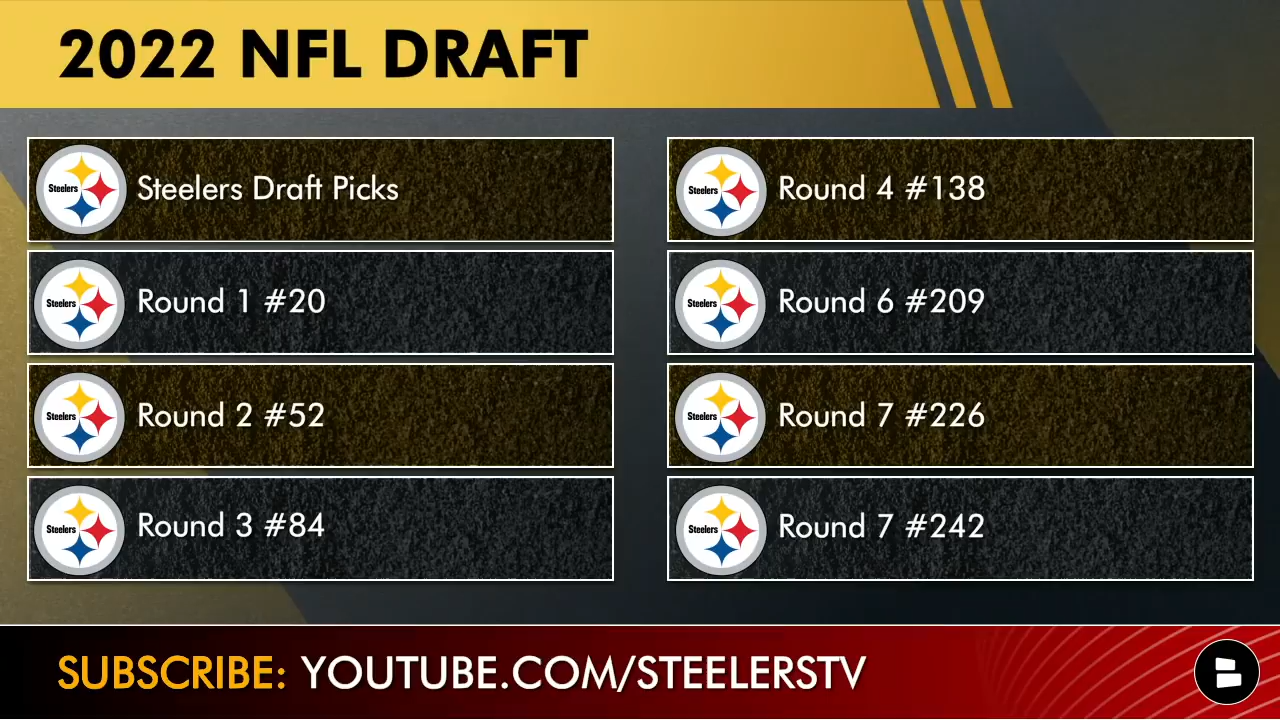 2022 NFL DRAFT
Steelers
Steelers Draft Picks
Steelers
Round 1 #20
Steelers
Round 2 #52
Steelers
Round 3 #84
Steelers
Round 4 #138
Steelers
Round 6 #209
Steelers
Round 7 #226
Steelers
Round 7 #242
SUBSCRIBE: YOUTUBE.COM/STEELERSTV